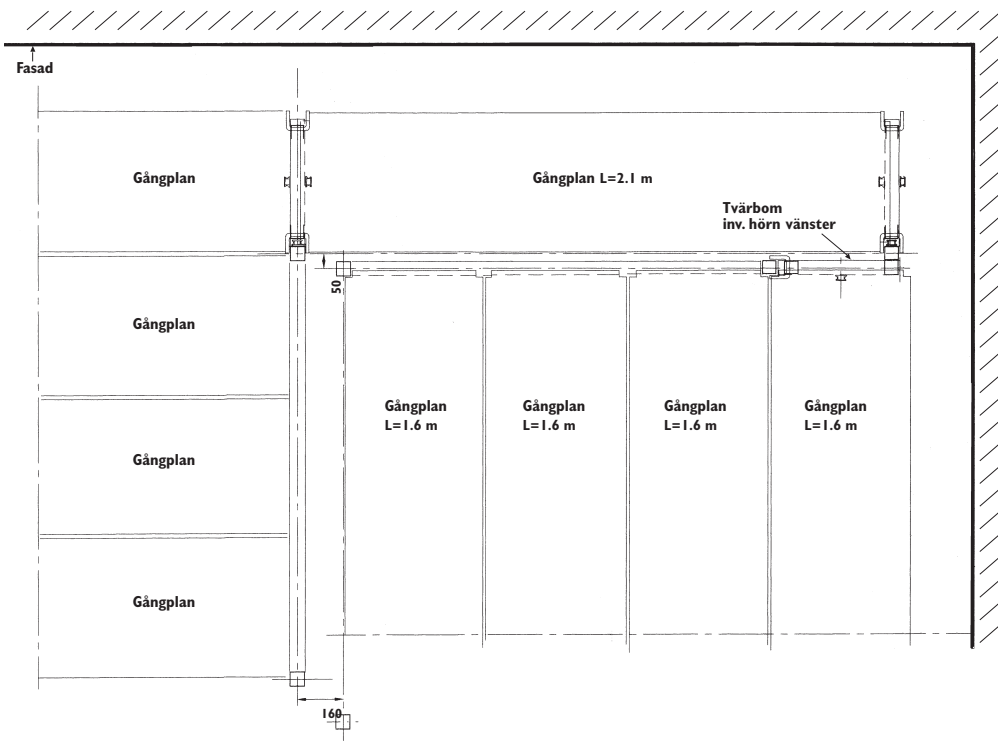 Fasad
Gångplan
Gångplan L=2.1 m
Tvärbom
inv. hörn vänster
50
Gångplan
Gångplan
L=1.6 m
Gångplan
L=1.6 m
Gångplan
L=1.6 m
Gångplan
L=1.6 m
Gångplan
Gångplan
160